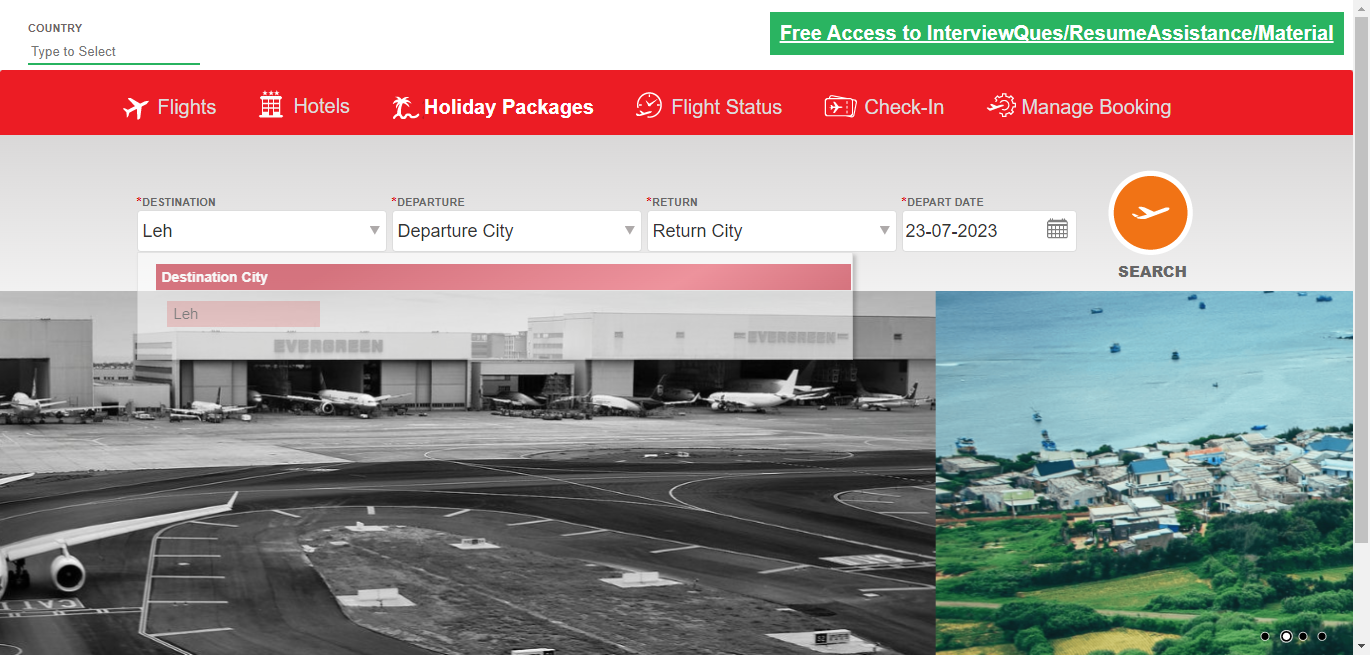 COUNTRY
Type to Select
Free Access to InterviewQues/ResumeAssistance/Material
Flights
Hotels
Holiday Packages
Flight Status
Check-In
Manage Booking
*DESTINATION
*DEPARTURE
*RETURN
*DEPART DATE
Leh
Departure City
Return City
23-07-2023
SEARCH
Destination City
Leh
EVERGREEN
EVERGREEN